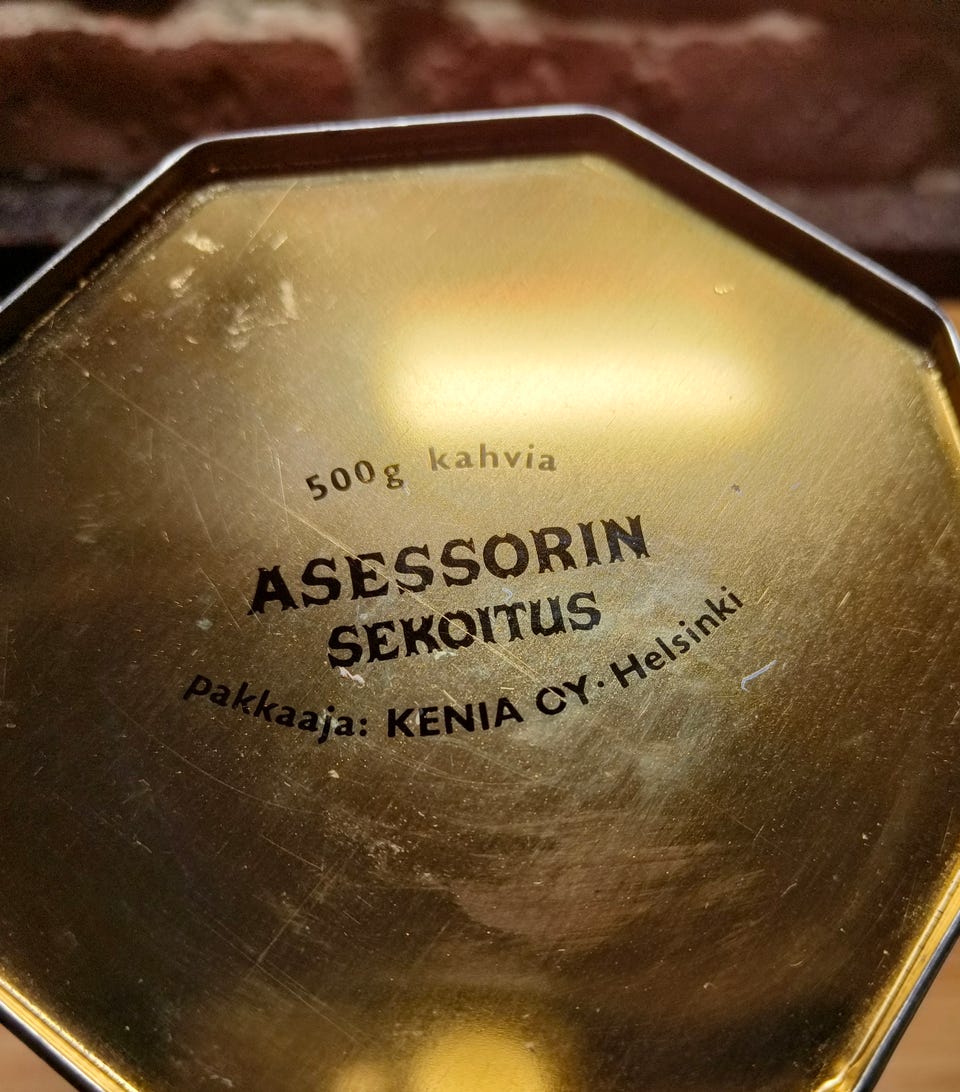 500g kahvia
ASESSORIN
SEKOITUS
pakkaaja: KENIA OY· Helsinki